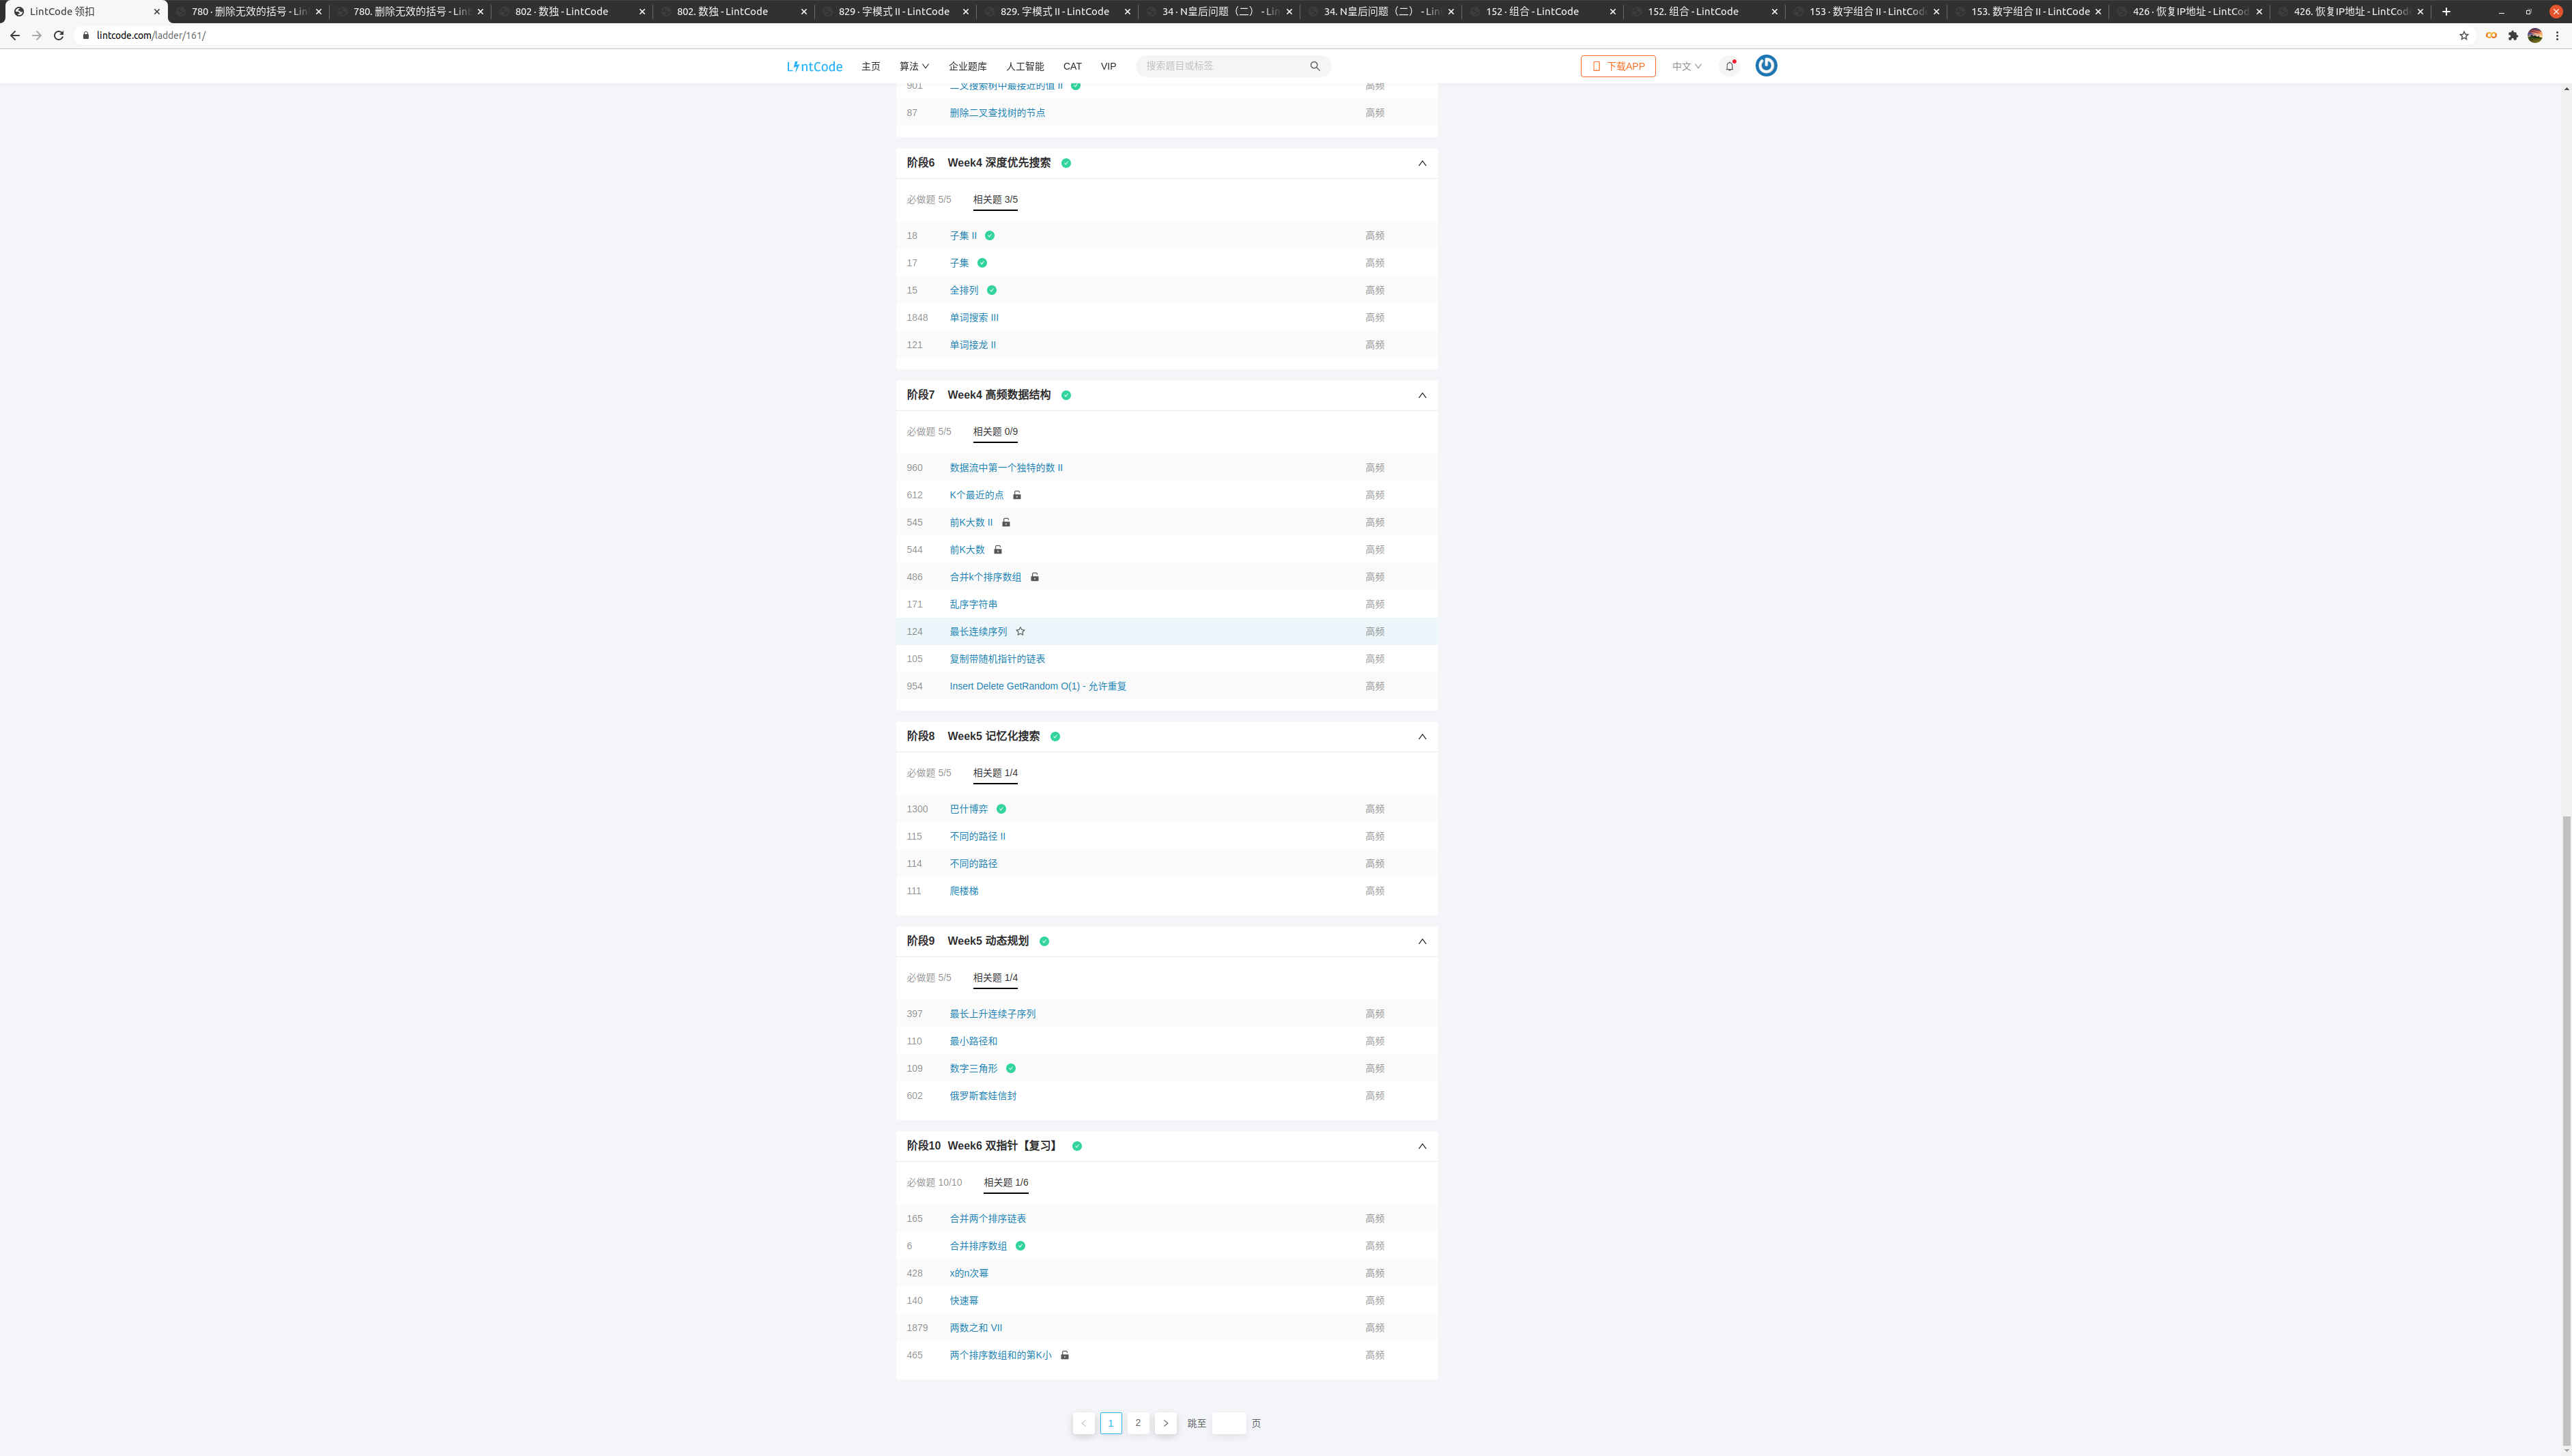 LintCode 领扣
780 · 删除无效的括号 - Lin
780. 删除无效的括号 - Lint
802 · 数独 - LintCode
802. 数独 - LintCode
829 · 字模式 II - LintCode
829. 字模式 II - LintCode
34 · N皇后问题（二） - Lin
34. N皇后问题（二） - Lin
152 · 组合 - LintCode
152. 组合 - LintCode
153 · 数字组合 II - LintCode
153. 数字组合 II - LintCode
426 · 恢复IP地址 - LintCod
426. 恢复IP地址 - LintCod
lintcode.com/ladder/161/
LintCode 主页 算法 企业题库 人工智能 CAT VIP 搜索题目或标签 下载APP 中文
901 二叉搜索树中最接近的值 II 高频
87 删除二叉查找树的节点 高频
阶段6 Week4 深度优先搜索
必做题 5/5 相关题 3/5
18 子集 II 高频
17 子集 高频
15 全排列 高频
1848 单词搜索 III 高频
121 单词接龙 II 高频
阶段7 Week4 高频数据结构
必做题 5/5 相关题 0/9
960 数据流中第一个独特的数 II 高频
612 K个最近的点 高频
545 前K大数 II 高频
544 前K大数 高频
486 合并k个排序数组 高频
171 乱序字符串 高频
124 最长连续序列 高频
105 复制带随机指针的链表 高频
954 Insert Delete GetRandom O(1) - 允许重复 高频
阶段8 Week5 记忆化搜索
必做题 5/5 相关题 1/4
1300 巴什博弈 高频
115 不同的路径 II 高频
114 不同的路径 高频
111 爬楼梯 高频
阶段9 Week5 动态规划
必做题 5/5 相关题 1/4
397 最长上升连续子序列 高频
110 最小路径和 高频
109 数字三角形 高频
602 俄罗斯套娃信封 高频
阶段10 Week6 双指针【复习】
必做题 10/10 相关题 1/6
165 合并两个排序链表 高频
6 合并排序数组 高频
428 x的n次幂 高频
140 快速幂 高频
1879 两数之和 VII 高频
465 两个排序数组和的第K小 高频
1 2 跳至 页